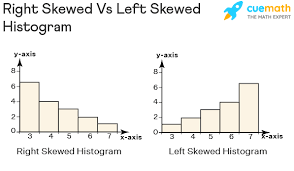 Right Skewed Vs Left Skewed
Histogram
cuemath
THE MATH EXPERT
y-axis
8
6
4
2
0
3 4 5 6 7 x-axis
Right Skewed Histogram
y-axis
8
6
4
2
0
3 4 5 6 7 x-axis
Left Skewed Histogram